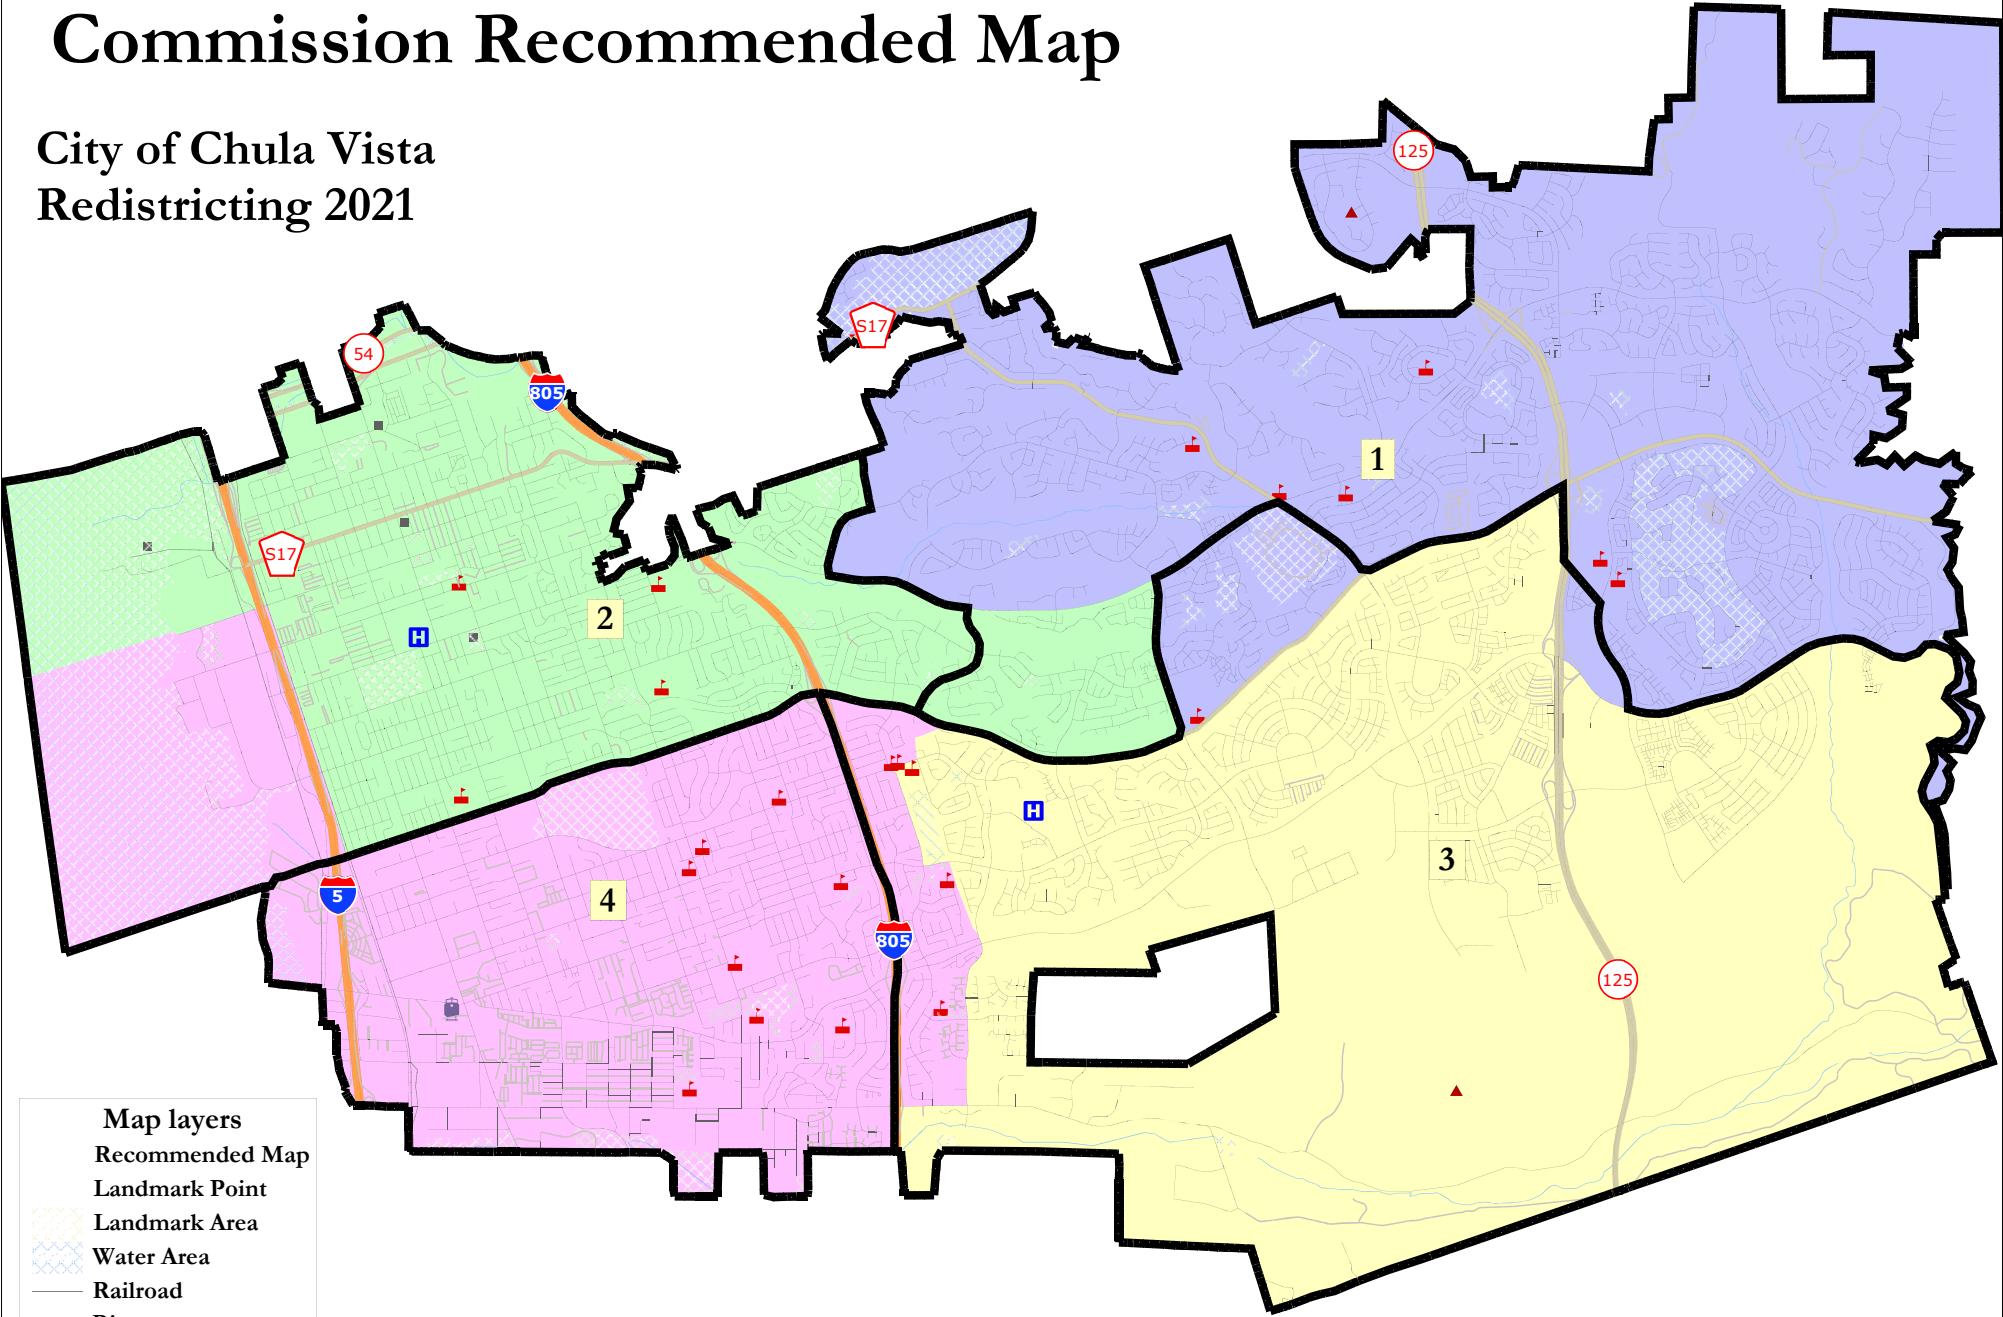 Commission Recommended Map
City of Chula Vista
Redistricting 2021
125
S17
54
805
1
S17
2
H
H
3
4
5
805
125
Map layers
Recommended Map
Landmark Point
Landmark Area
Water Area
Railroad